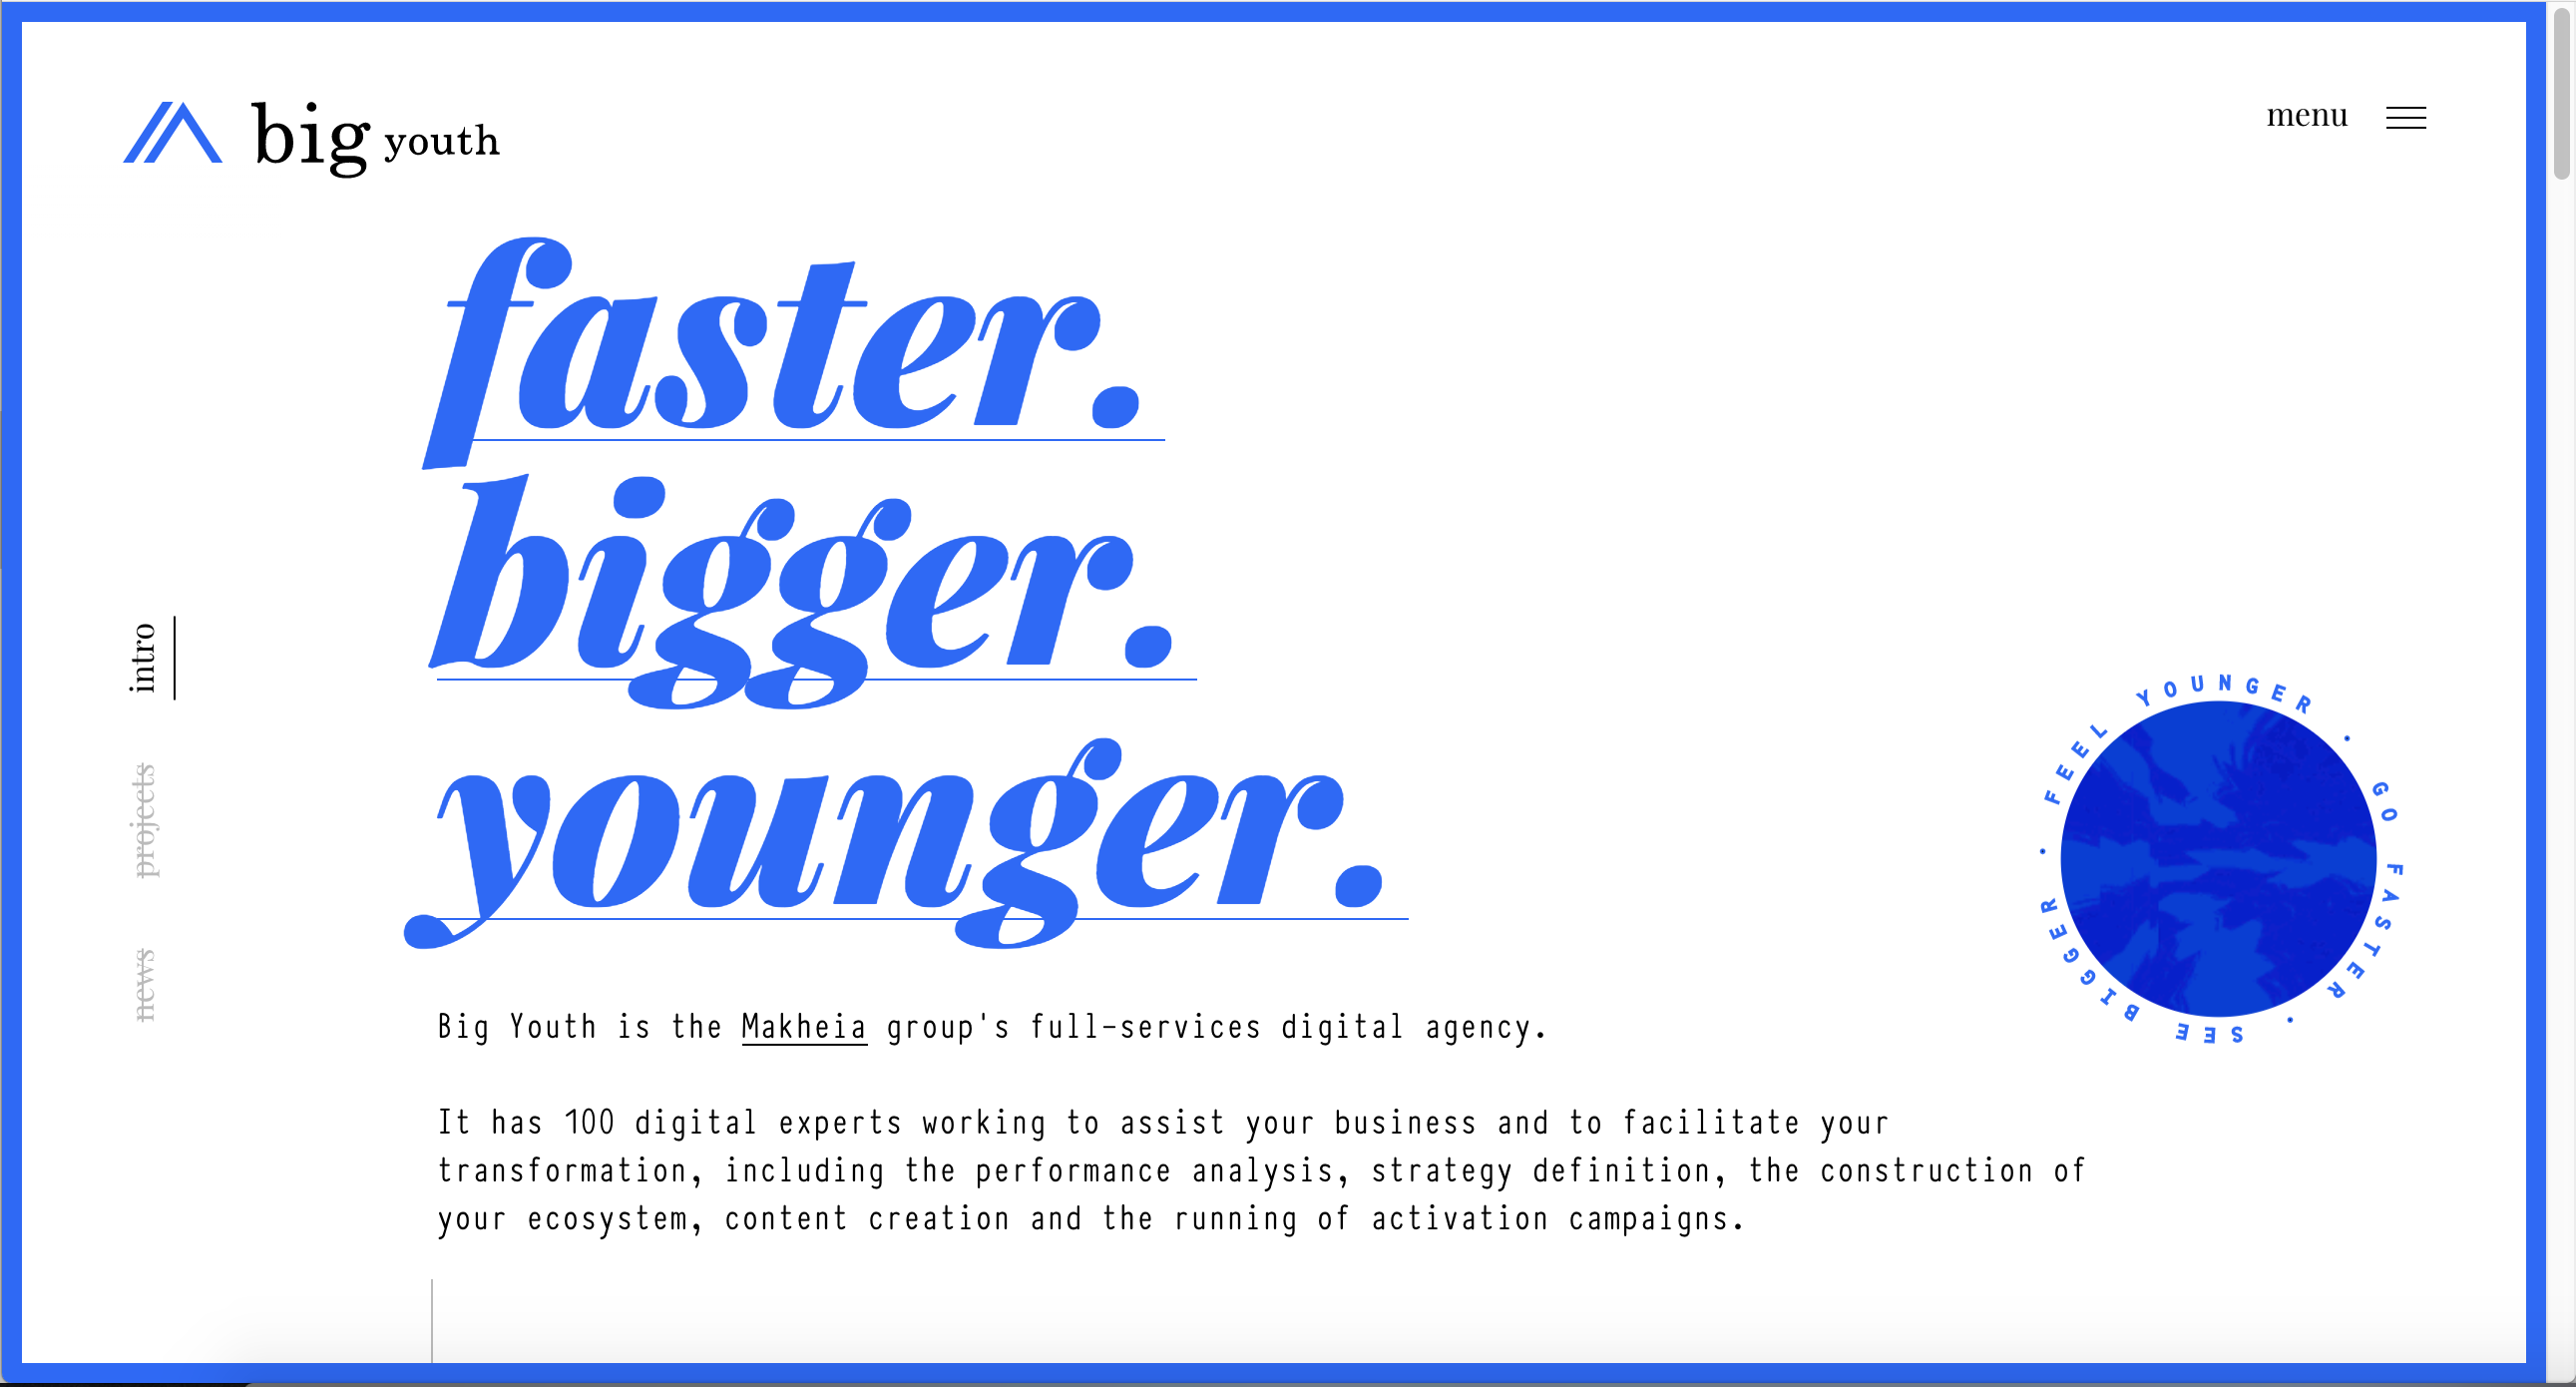 big youth
menu
faster.
bigger.
younger.
intro
projects
news
FEEL YOUNGER • GO FASTER • SEE BIGGER •
Big Youth is the Makheia group's full-services digital agency.
It has 100 digital experts working to assist your business and to facilitate your
transformation, including the performance analysis, strategy definition, the construction of
your ecosystem, content creation and the running of activation campaigns.